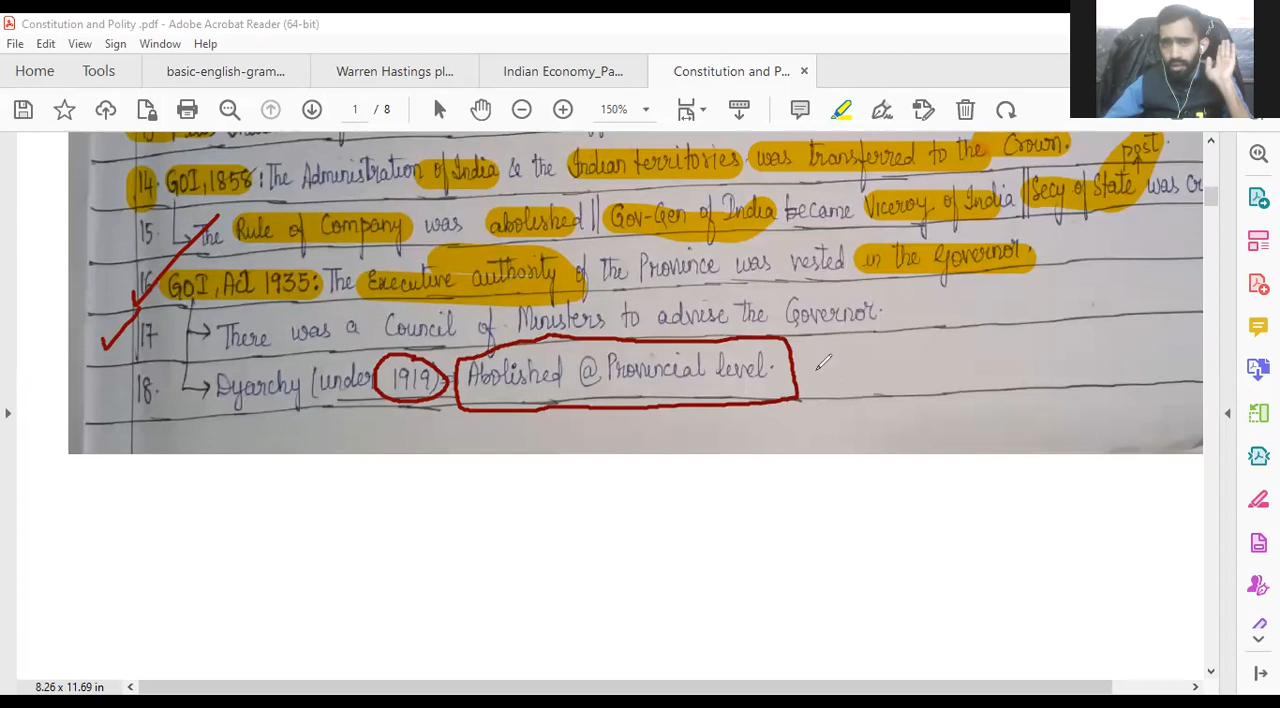 Constitution and Polity .pdf - Adobe Acrobat Reader (64-bit)
File Edit View Sign Window Help
Home Tools basic-english-gram... Warren Hastings pl... Indian Economy_Pa... Constitution and P... ×
1 / 8 150%
post
14. GOI, 1858: The Administration of India & the Indian territories was transferred to the Crown.
15. The Rule of Company was abolished || Gov-Gen of India became Viceroy of India || Secy of State was
16 GOI, Act 1935: The Executive authority of the Province was vested in the Governor.
17 → There was a Council of Ministers to advise the Governor.
18. → Dyarchy (under 1919) - Abolished @ Provincial level.
8.26 x 11.69 in